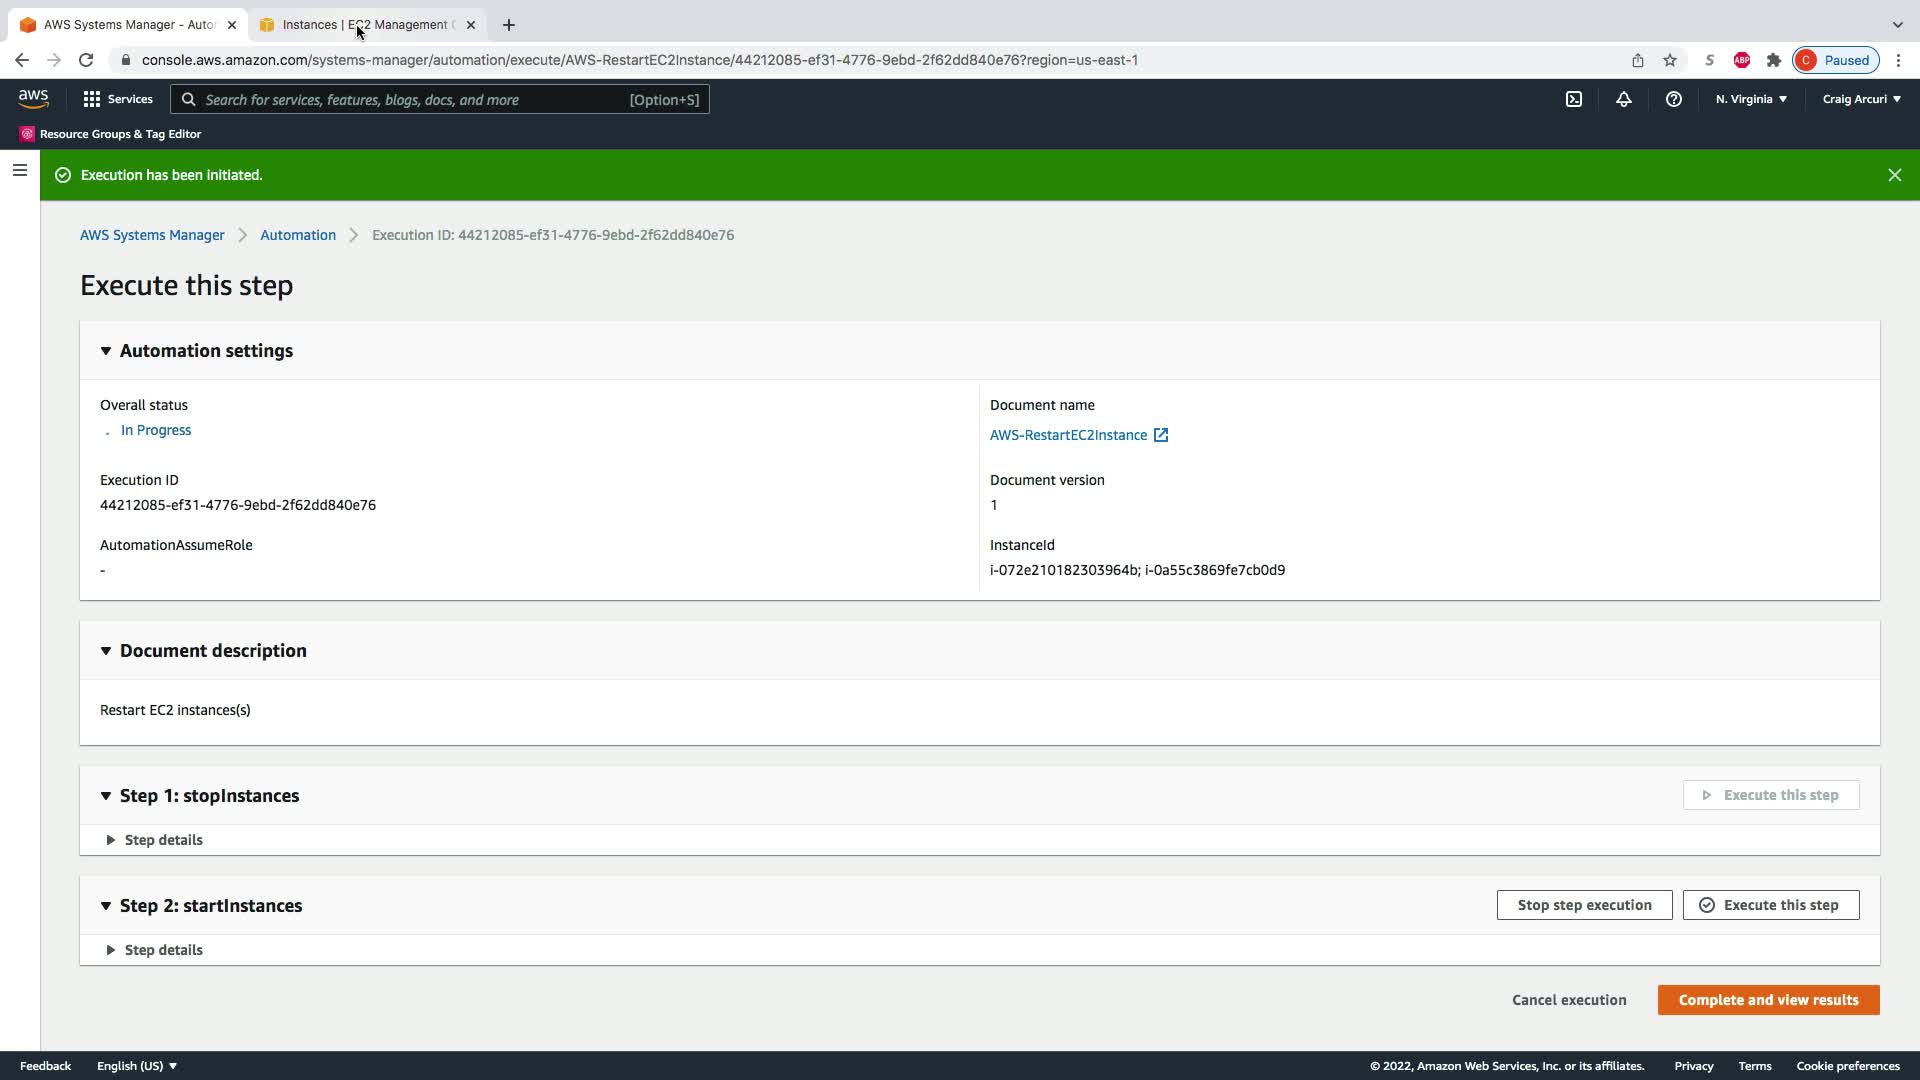 AWS Systems Manager - Auto
Instances | EC2 Management C
console.aws.amazon.com/systems-manager/automation/execute/AWS-RestartEC2Instance/44212085-ef31-4776-9ebd-2f62dd840e76?region=us-east-1
S
ABP
C
Paused
aws
Services
Search for services, features, blogs, docs, and more
[Option+S]
N. Virginia
Craig Arcuri
Resource Groups & Tag Editor
Execution has been initiated.
AWS Systems Manager
Automation
Execution ID: 44212085-ef31-4776-9ebd-2f62dd840e76
Execute this step
Automation settings
Overall status
In Progress
Document name
AWS-RestartEC2Instance
Execution ID
44212085-ef31-4776-9ebd-2f62dd840e76
Document version
1
AutomationAssumeRole
-
InstanceId
i-072e210182303964b; i-0a55c3869fe7cb0d9
Document description
Restart EC2 instances(s)
Step 1: stopInstances
Execute this step
Step details
Step 2: startInstances
Stop step execution
Execute this step
Step details
Cancel execution
Complete and view results
Feedback
English (US)
© 2022, Amazon Web Services, Inc. or its affiliates.
Privacy
Terms
Cookie preferences